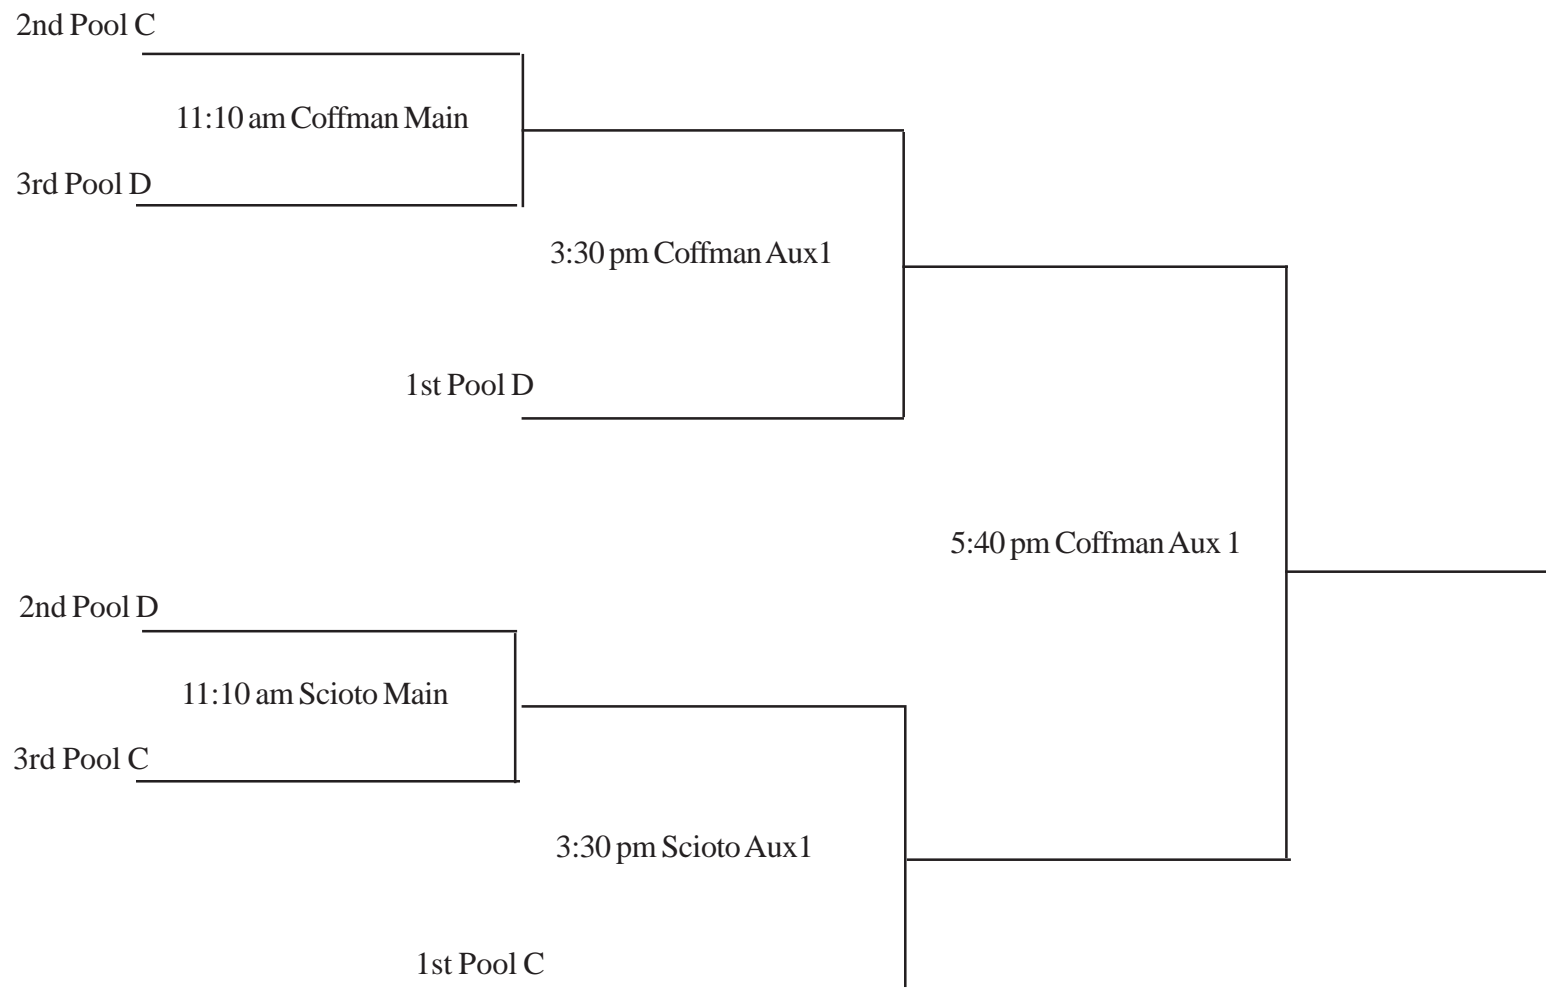 2nd Pool C
11:10 am Coffman Main
3rd Pool D
3:30 pm Coffman Aux1
1st Pool D
5:40 pm Coffman Aux 1
2nd Pool D
11:10 am Scioto Main
3rd Pool C
3:30 pm Scioto Aux1
1st Pool C